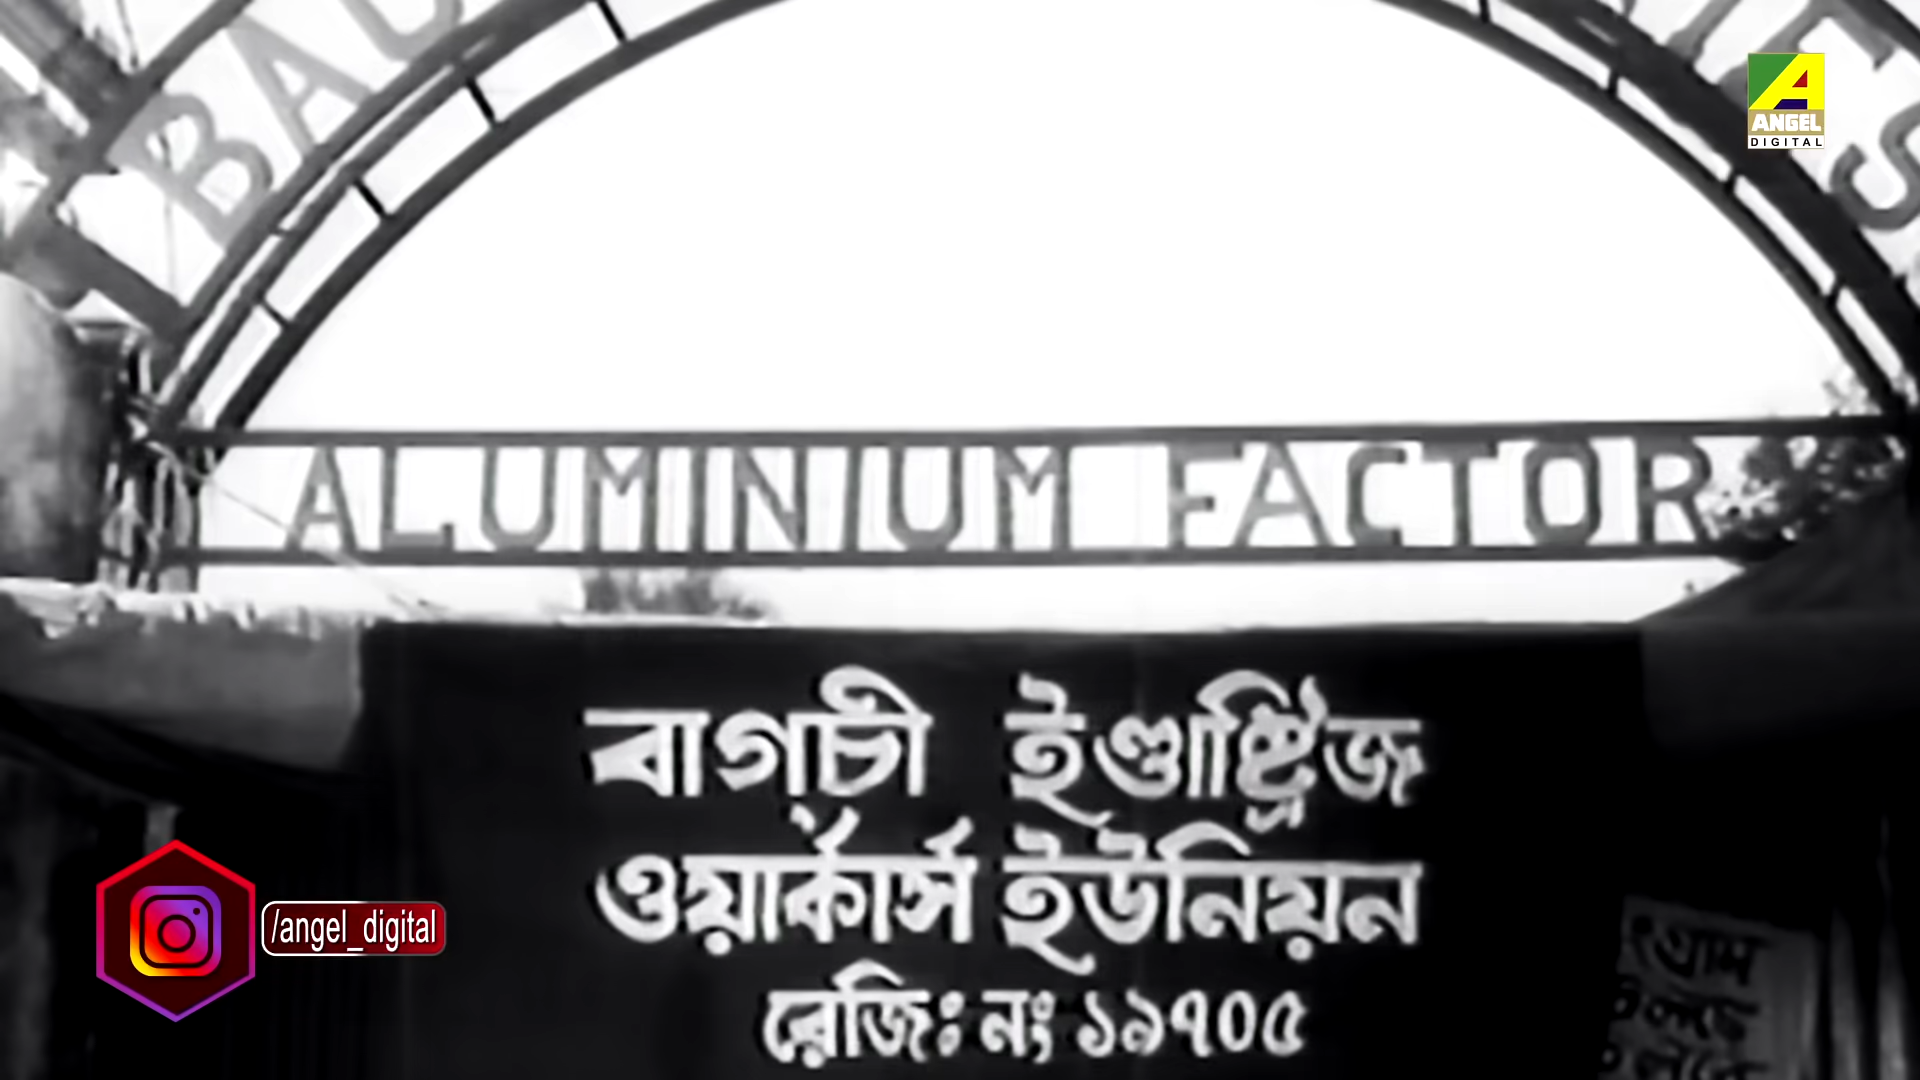 ANGEL
DIGITAL
ALUMINIUM FACTOR
বাগচী ইণ্ডাষ্ট্রিজ
ওয়ার্কার্স ইউনিয়ন
রেজিঃ নং ১৯৭০৫
/angel_digital